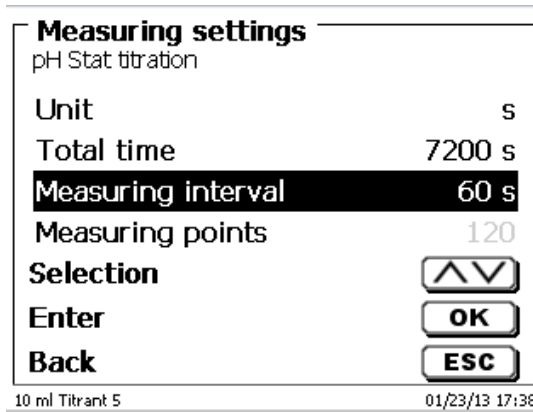 Measuring settings
pH Stat titration
Unit s
Total time 7200 s
Measuring interval 60 s
Measuring points 120
Selection
Enter OK
Back ESC
10 ml Titrant 5 01/23/13 17:38